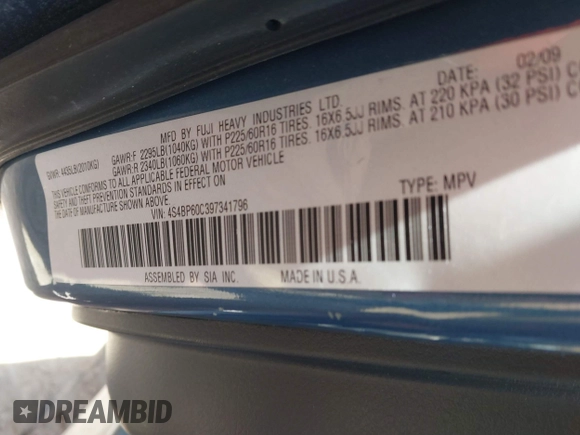 MFD BY FUJI HEAVY INDUSTRIES LTD. DATE: 02/09
GVWR: 4435LB(2010KG) GAWR:F 2295LB(1040KG) WITH P225/60R16 TIRES. 16X6.5JJ RIMS. AT 220 KPA (32 PSI)
GAWR:R 2340LB(1060KG) WITH P225/60R16 TIRES. 16X6.5JJ RIMS. AT 210 KPA (30 PSI)
THIS VEHICLE CONFORMS TO ALL APPLICABLE FEDERAL MOTOR VEHICLE
SAFETY AND THEFT PREVENTION STANDARDS IN EFFECT
ON THE DATE OF MANUFACTURE SHOWN ABOVE.
VIN: 4S4BP60C397341796 TYPE: MPV
ASSEMBLED BY SIA INC. MADE IN U.S.A.
DREAMBID